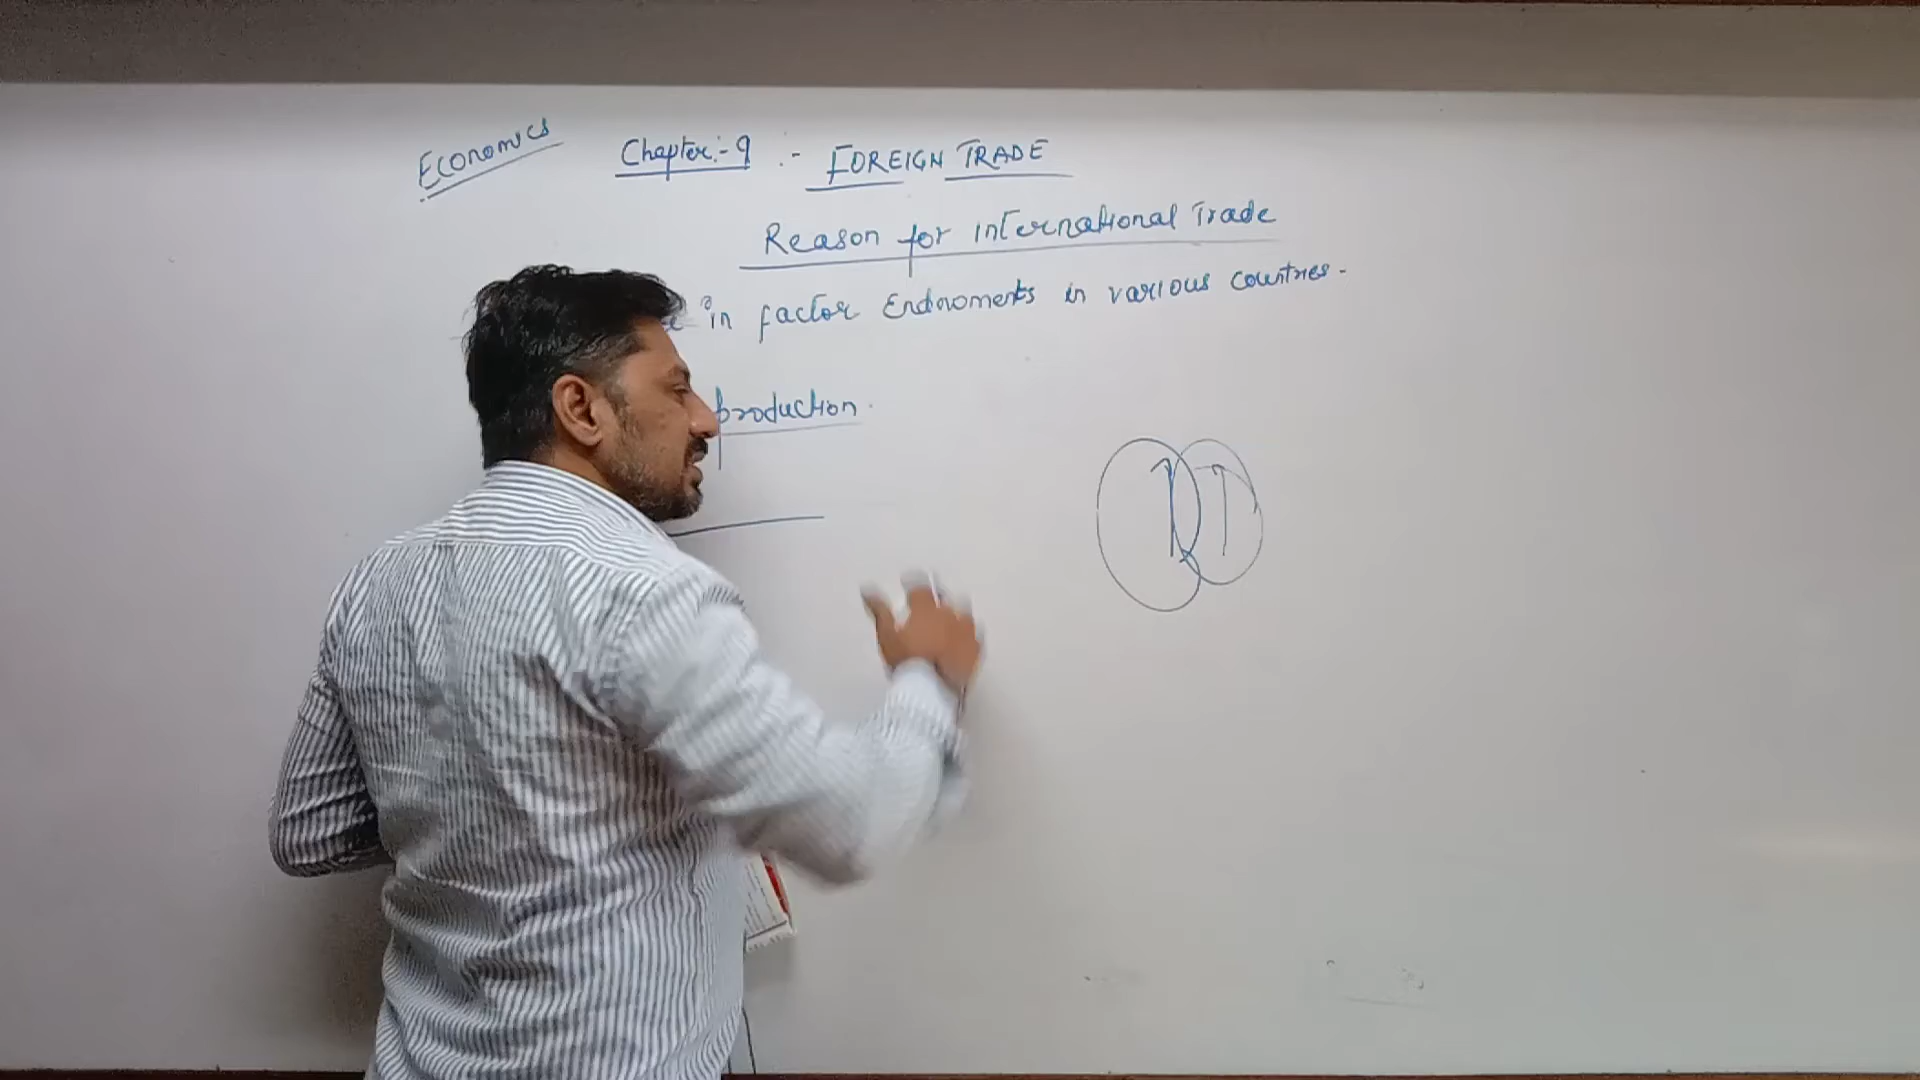 Economics
Chapter:- 9 :- FOREIGN TRADE
Reason for international Trade
in factor Endowments in various countries.
production.